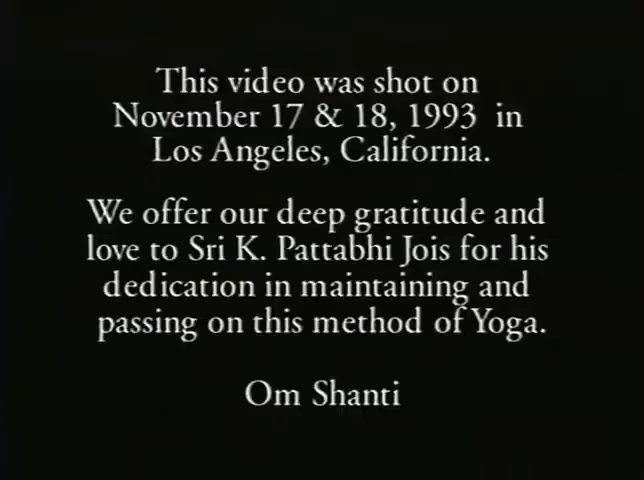 This video was shot on
November 17 & 18, 1993 in
Los Angeles, California.
We offer our deep gratitude and
love to Sri K. Pattabhi Jois for his
dedication in maintaining and
passing on this method of Yoga.
Om Shanti